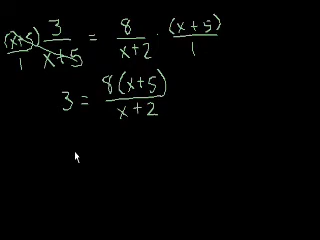 (x+5)/1 3/(x+5) = 8/(x+2) · (x+5)/1
3 = 8(x+5)/(x+2)